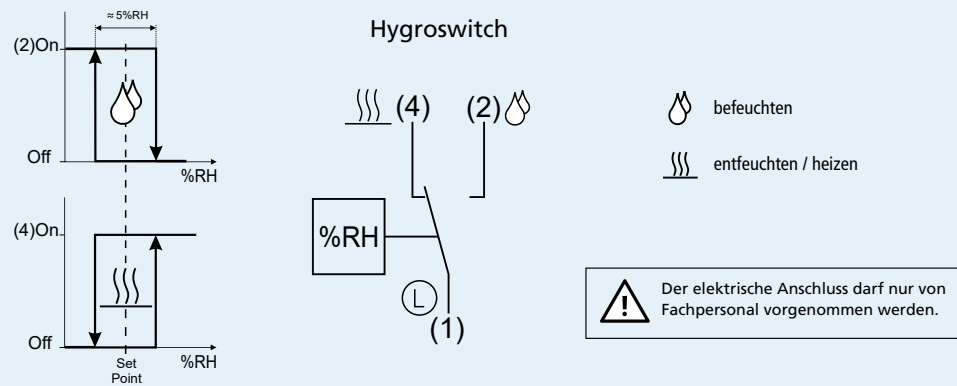 ≈ 5%RH
(2)On
Off
%RH
(4)On
Off
%RH
Set
Point
Hygroswitch
(4)
(2)
%RH
L
(1)
befeuchten
entfeuchten / heizen
Der elektrische Anschluss darf nur von
Fachpersonal vorgenommen werden.